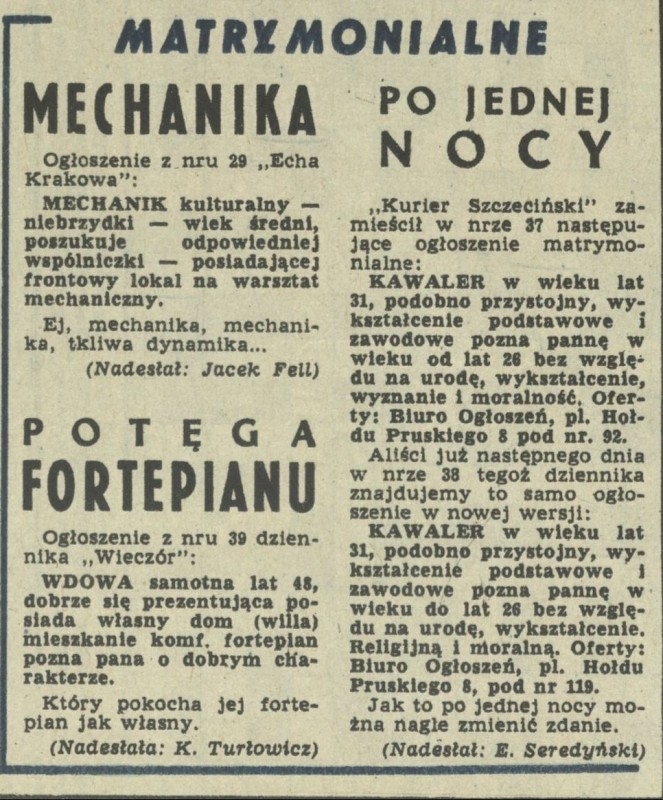 MATRYMONIALNE
MECHANIKA
Ogłoszenie z nru 29 „Echa
Krakowa":
MECHANIK kulturalny —
niebrzydki — wiek średni,
poszukuje odpowiedniej
wspólniczki — posiadającej
frontowy lokal na warsztat
mechaniczny.
Ej, mechanika, mechani-
ka, tkliwa dynamika...
(Nadesłał: Jacek Fell)
POTĘGA
FORTEPIANU
Ogłoszenie z nru 39 dzien-
nika „Wieczór":
WDOWA samotna lat 48,
dobrze się prezentująca po-
siada własny dom (willa)
mieszkanie komf. fortepian
pozna pana o dobrym cha-
rakterze.
Który pokocha jej forte-
pian jak własny.
(Nadesłała: K. Turłowicz)
PO JEDNEJ
NOCY
„Kurier Szczeciński" za-
mieścił w nrze 37 następu-
jące ogłoszenie matrymo-
nialne:
KAWALER w wieku lat
31, podobno przystojny, wy-
kształcenie podstawowe i
zawodowe pozna pannę w
wieku od lat 26 bez wzglę-
du na urodę, wykształcenie,
wyznanie i moralność. Ofer-
ty: Biuro Ogłoszeń, pl. Hoł-
du Pruskiego 8 pod nr. 92.
Aliści już następnego dnia
w nrze 38 tegoż dziennika
znajdujemy to samo ogło-
szenie w nowej wersji:
KAWALER w wieku lat
31, podobno przystojny, wy-
kształcenie podstawowe i
zawodowe pozna pannę w
wieku do lat 26 bez wzglę-
du na urodę, wykształcenie.
Religijną i moralną. Oferty:
Biuro Ogłoszeń, pl. Hołdu
Pruskiego 8, pod nr 119.
Jak to po jednej nocy mo-
żna nagle zmienić zdanie.
(Nadesłał: E. Seredyński)